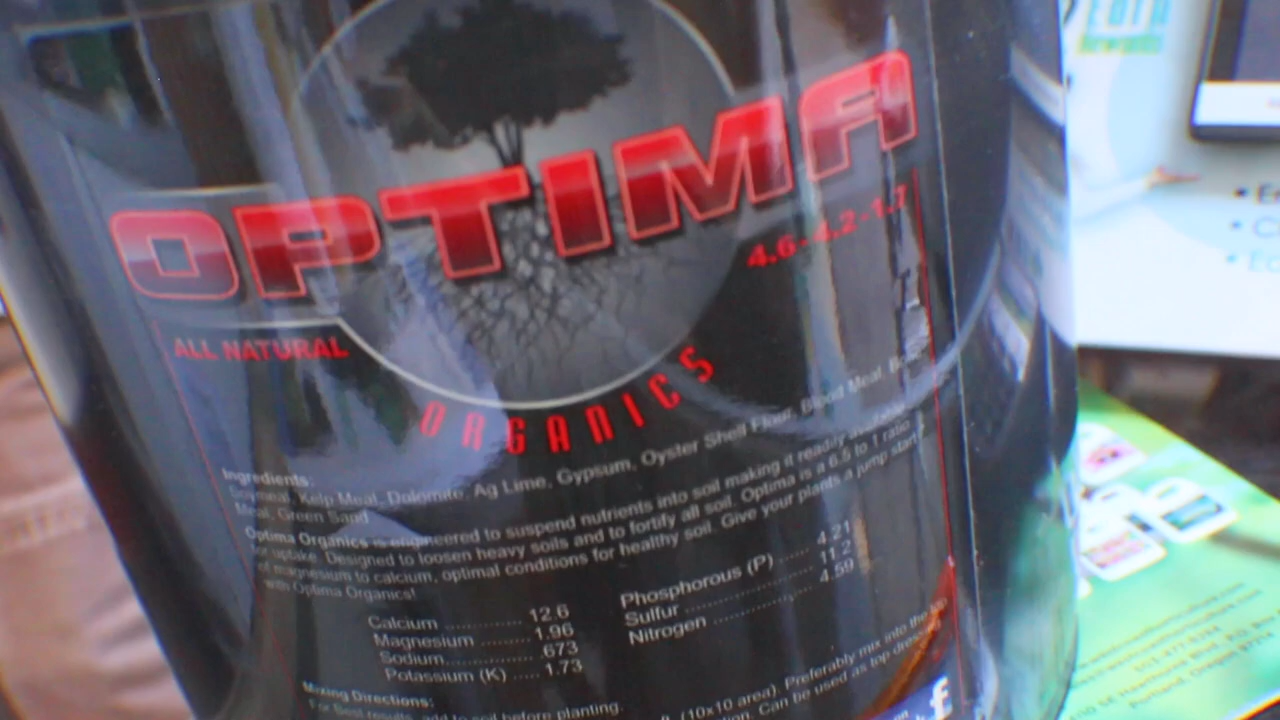 OPTIMA
4.6-4.2-1.7
ALL NATURAL
ORGANICS
Ingredients:
Soymeal, Kelp Meal, Dolomite, Ag Lime, Gypsum, Oyster Shell Flour, Blood Meal, Bone
Meal, Green Sand
Optima Organics is engineered to suspend nutrients into soil making it readily available
for uptake. Designed to loosen heavy soils and to fortify all soil. Optima is a 6.5 to 1 ratio
of magnesium to calcium, optimal conditions for healthy soil. Give your plants a jump start
with Optima Organics!
Calcium ............ 12.6
Magnesium .......... 1.96
Sodium............. .673
Potassium (K) ..... 1.73
Phosphorous (P) ...... 4.21
Sulfur .................... 11.2
Nitrogen ................. 4.59
Mixing Directions:
For best results, add to soil before planting.
(10x10 area). Preferably mix into the
Can be used as top